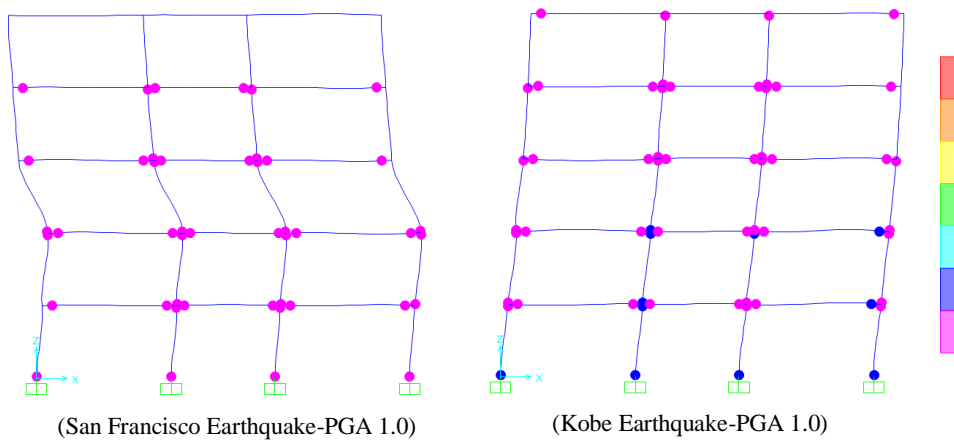 Z
X
Z
X
(San Francisco Earthquake-PGA 1.0)
(Kobe Earthquake-PGA 1.0)